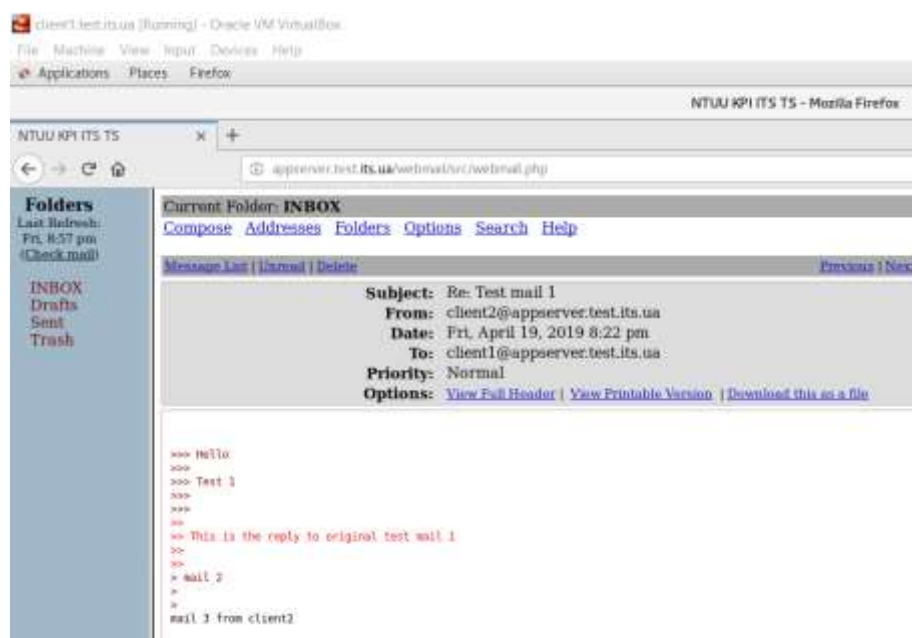 client1.test.its.ua [Running] - Oracle VM VirtualBox
File Machine View Input Devices Help
Applications Places Firefox
NTUU KPI ITS TS - Mozilla Firefox
NTUU KPI ITS TS × +
appserver.test.its.ua/webmail/src/webmail.php
Folders
Last Refresh:
Fri, 8:57 pm
(Check mail)
INBOX
Drafts
Sent
Trash
Current Folder: INBOX
Compose Addresses Folders Options Search Help
Message List | Unread | Delete
Previous | Nex
Subject: Re: Test mail 1
From: client2@appserver.test.its.ua
Date: Fri, April 19, 2019 8:22 pm
To: client1@appserver.test.its.ua
Priority: Normal
Options: View Full Header | View Printable Version | Download this as a file
>>> Hello
>>>
>>> Test 1
>>>
>>>
>>
>> This is the reply to original test mail 1
>>
>>
> mail 2
>
>
mail 3 from client2